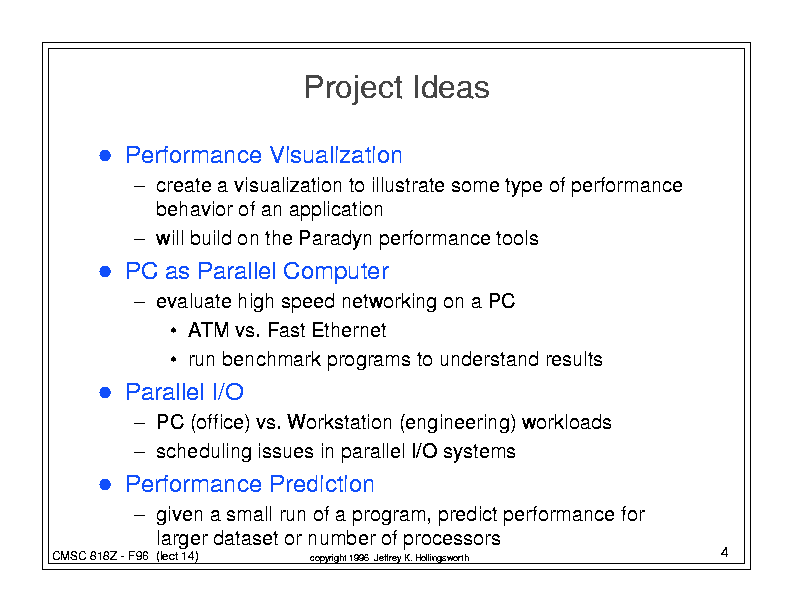 Project Ideas
● Performance Visualization
– create a visualization to illustrate some type of performance
behavior of an application
– will build on the Paradyn performance tools
● PC as Parallel Computer
– evaluate high speed networking on a PC
• ATM vs. Fast Ethernet
• run benchmark programs to understand results
● Parallel I/O
– PC (office) vs. Workstation (engineering) workloads
– scheduling issues in parallel I/O systems
● Performance Prediction
– given a small run of a program, predict performance for
larger dataset or number of processors
CMSC 818Z - F96 (lect 14)
copyright 1996 Jeffrey K. Hollingsworth
4